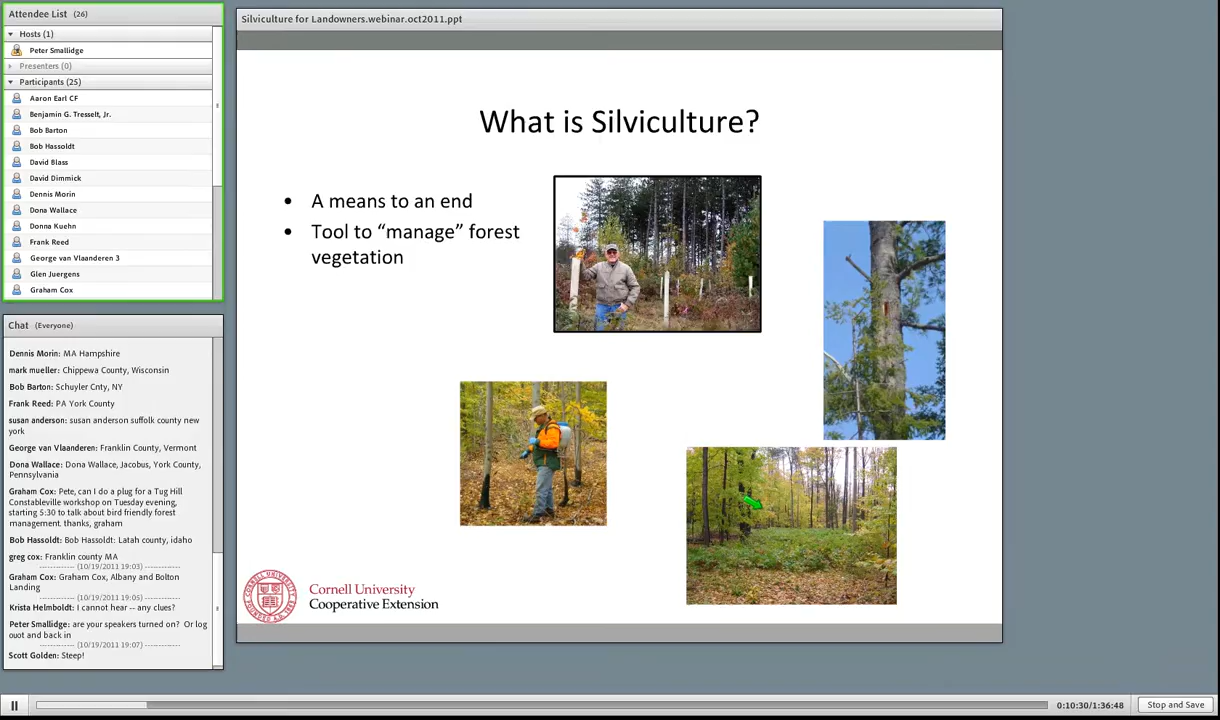 Attendee List (26)
Hosts (1)
Peter Smallidge
Presenters (0)
Participants (25)
Aaron Earl CF
Benjamin G. Tresselt, Jr.
Bob Barton
Bob Hassoldt
David Blass
David Dimmick
Dennis Morin
Dona Wallace
Donna Kuehn
Frank Reed
George van Vlaanderen 3
Glen Juergens
Graham Cox
Chat (Everyone)
Dennis Morin: MA Hampshire
mark mueller: Chippewa County, Wisconsin
Bob Barton: Schuyler Cnty, NY
Frank Reed: PA York County
susan anderson: susan anderson suffolk county new
york
George van Vlaanderen: Franklin County, Vermont
Dona Wallace: Dona Wallace, Jacobus, York County,
Pennsylvania
Graham Cox: Pete, can I do a plug for a Tug Hill
Constableville workshop on Tuesday evening,
starting 5:30 to talk about bird friendly forest
management. thanks, graham
Bob Hassoldt: Bob Hassoldt: Latah county, idaho
greg cox: Franklin county MA
------------- (10/19/2011 19:03) -------------
Graham Cox: Graham Cox, Albany and Bolton
Landing
------------- (10/19/2011 19:05) -------------
Krista Helmboldt: I cannot hear -- any clues?
Peter Smallidge: are your speakers turned on? Or log
ouot and back in
------------- (10/19/2011 19:07) -------------
Scott Golden: Steep!
Silviculture for Landowners.webinar.oct2011.ppt
What is Silviculture?
• A means to an end
• Tool to “manage” forest
vegetation
Cornell University
Cooperative Extension
0:10:30/1:36:48
Stop and Save